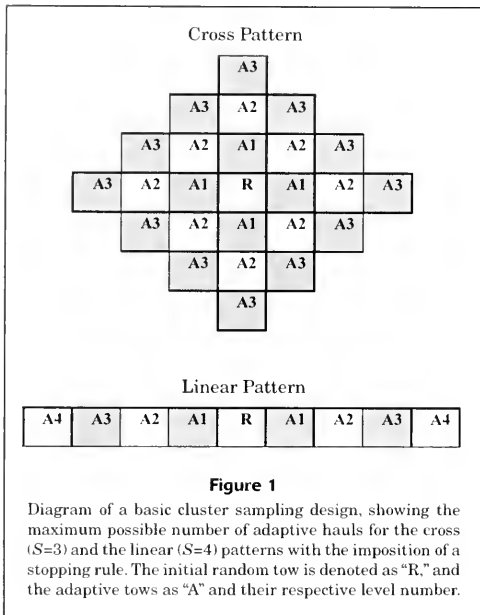 Cross Pattern
A3
A3 A2 A3
A3 A2 A1 A2 A3
A3 A2 A1 R A1 A2 A3
A3 A2 A1 A2 A3
A3 A2 A3
A3
Linear Pattern
A4 A3 A2 A1 R A1 A2 A3 A4
Figure 1
Diagram of a basic cluster sampling design, showing the
maximum possible number of adaptive hauls for the cross
(S=3) and the linear (S=4) patterns with the imposition of a
stopping rule. The initial random tow is denoted as “R,” and
the adaptive tows as “A” and their respective level number.